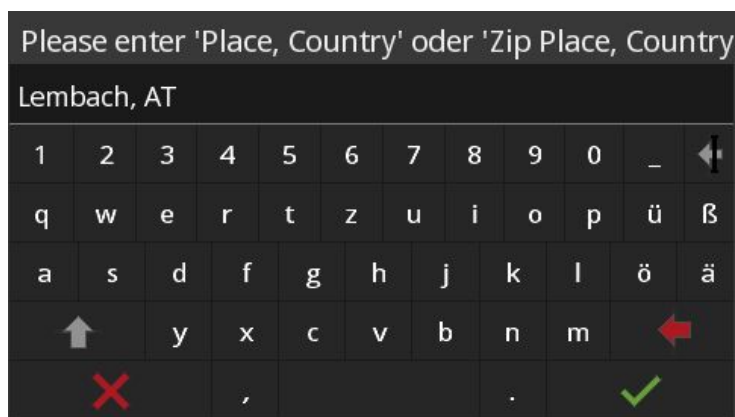 Please enter 'Place, Country' oder 'Zip Place, Country
Lembach, AT
1 2 3 4 5 6 7 8 9 0 _
q w e r t z u i o p ü ß
a s d f g h j k l ö ä
y x c v b n m
, .